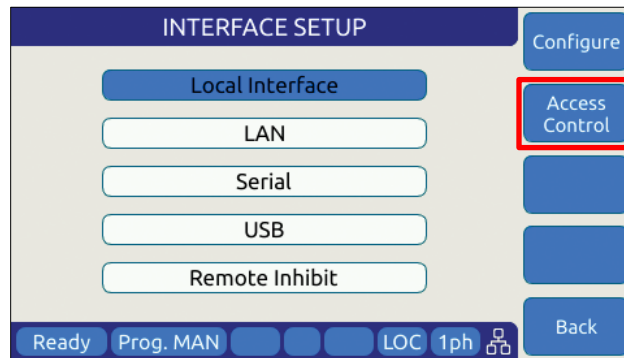 INTERFACE SETUP
Configure
Local Interface
Access
Control
LAN
Serial
USB
Remote Inhibit
Ready Prog. MAN LOC 1ph
Back